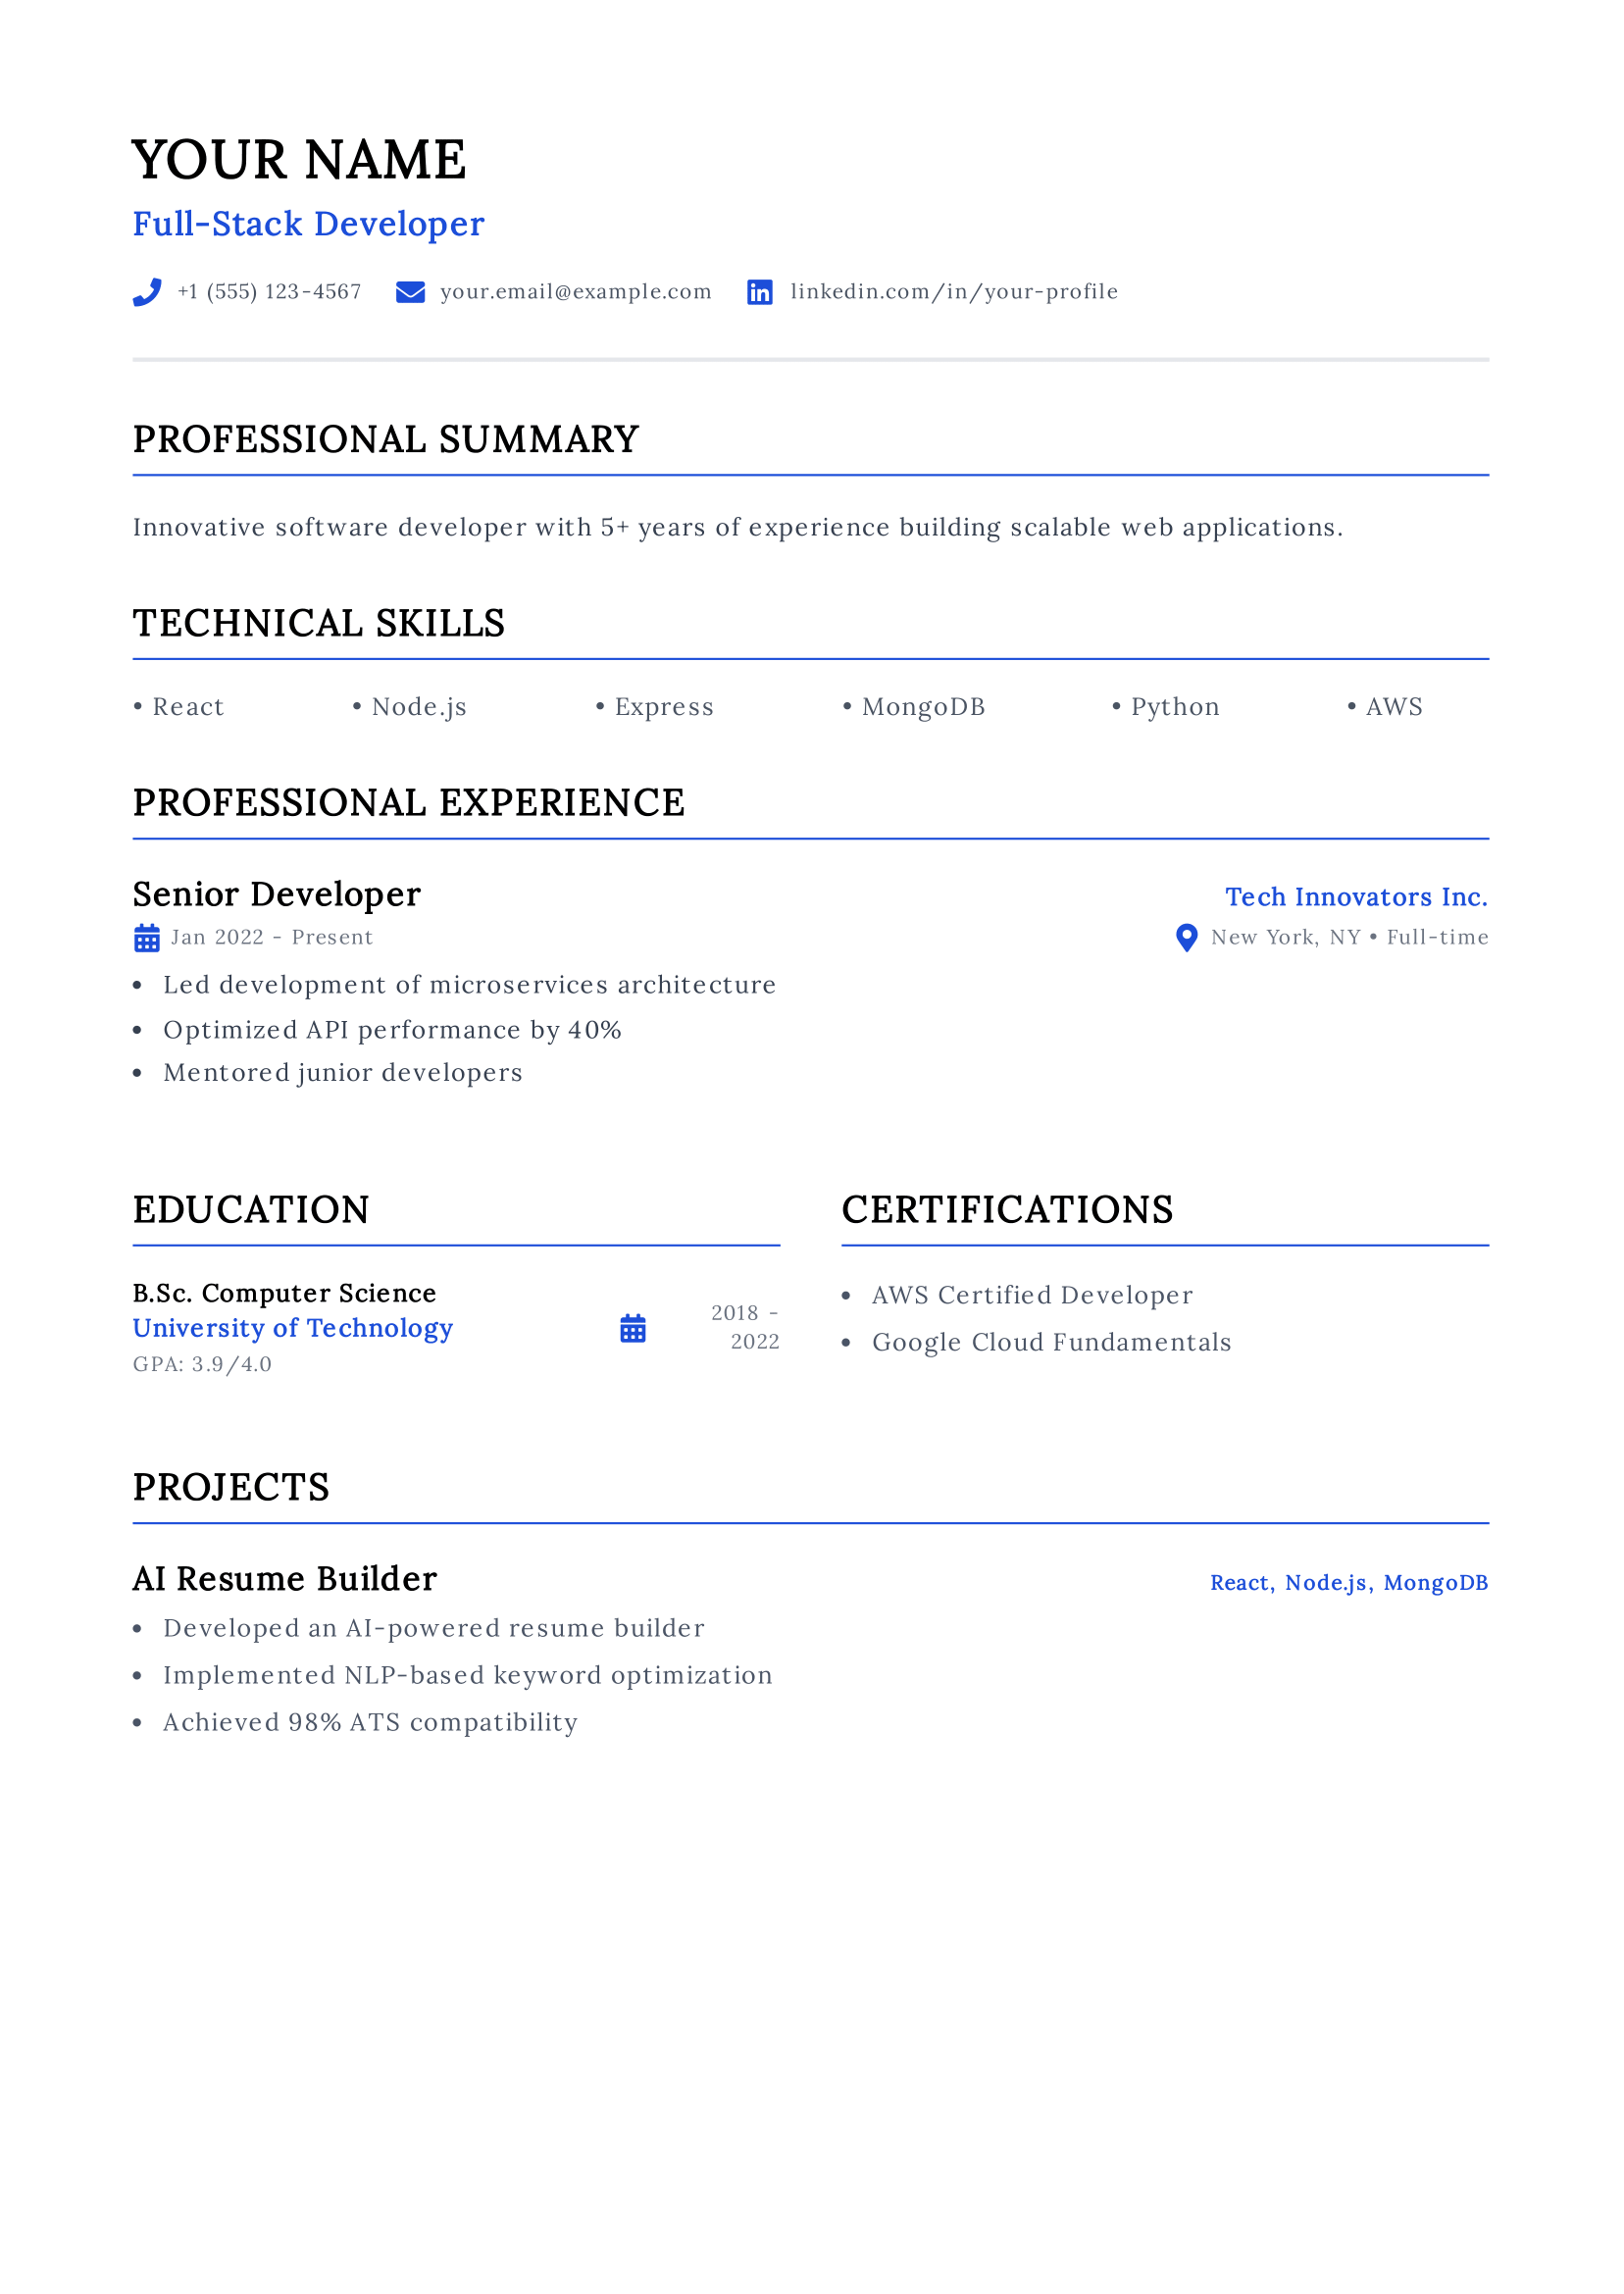 YOUR NAME
Full-Stack Developer
+1 (555) 123-4567 your.email@example.com linkedin.com/in/your-profile
PROFESSIONAL SUMMARY
Innovative software developer with 5+ years of experience building scalable web applications.
TECHNICAL SKILLS
• React • Node.js • Express • MongoDB • Python • AWS
PROFESSIONAL EXPERIENCE
Senior Developer Tech Innovators Inc.
Jan 2022 - Present New York, NY • Full-time
• Led development of microservices architecture
• Optimized API performance by 40%
• Mentored junior developers
EDUCATION
B.Sc. Computer Science
University of Technology
GPA: 3.9/4.0
2018 -
2022
CERTIFICATIONS
• AWS Certified Developer
• Google Cloud Fundamentals
PROJECTS
AI Resume Builder React, Node.js, MongoDB
• Developed an AI-powered resume builder
• Implemented NLP-based keyword optimization
• Achieved 98% ATS compatibility